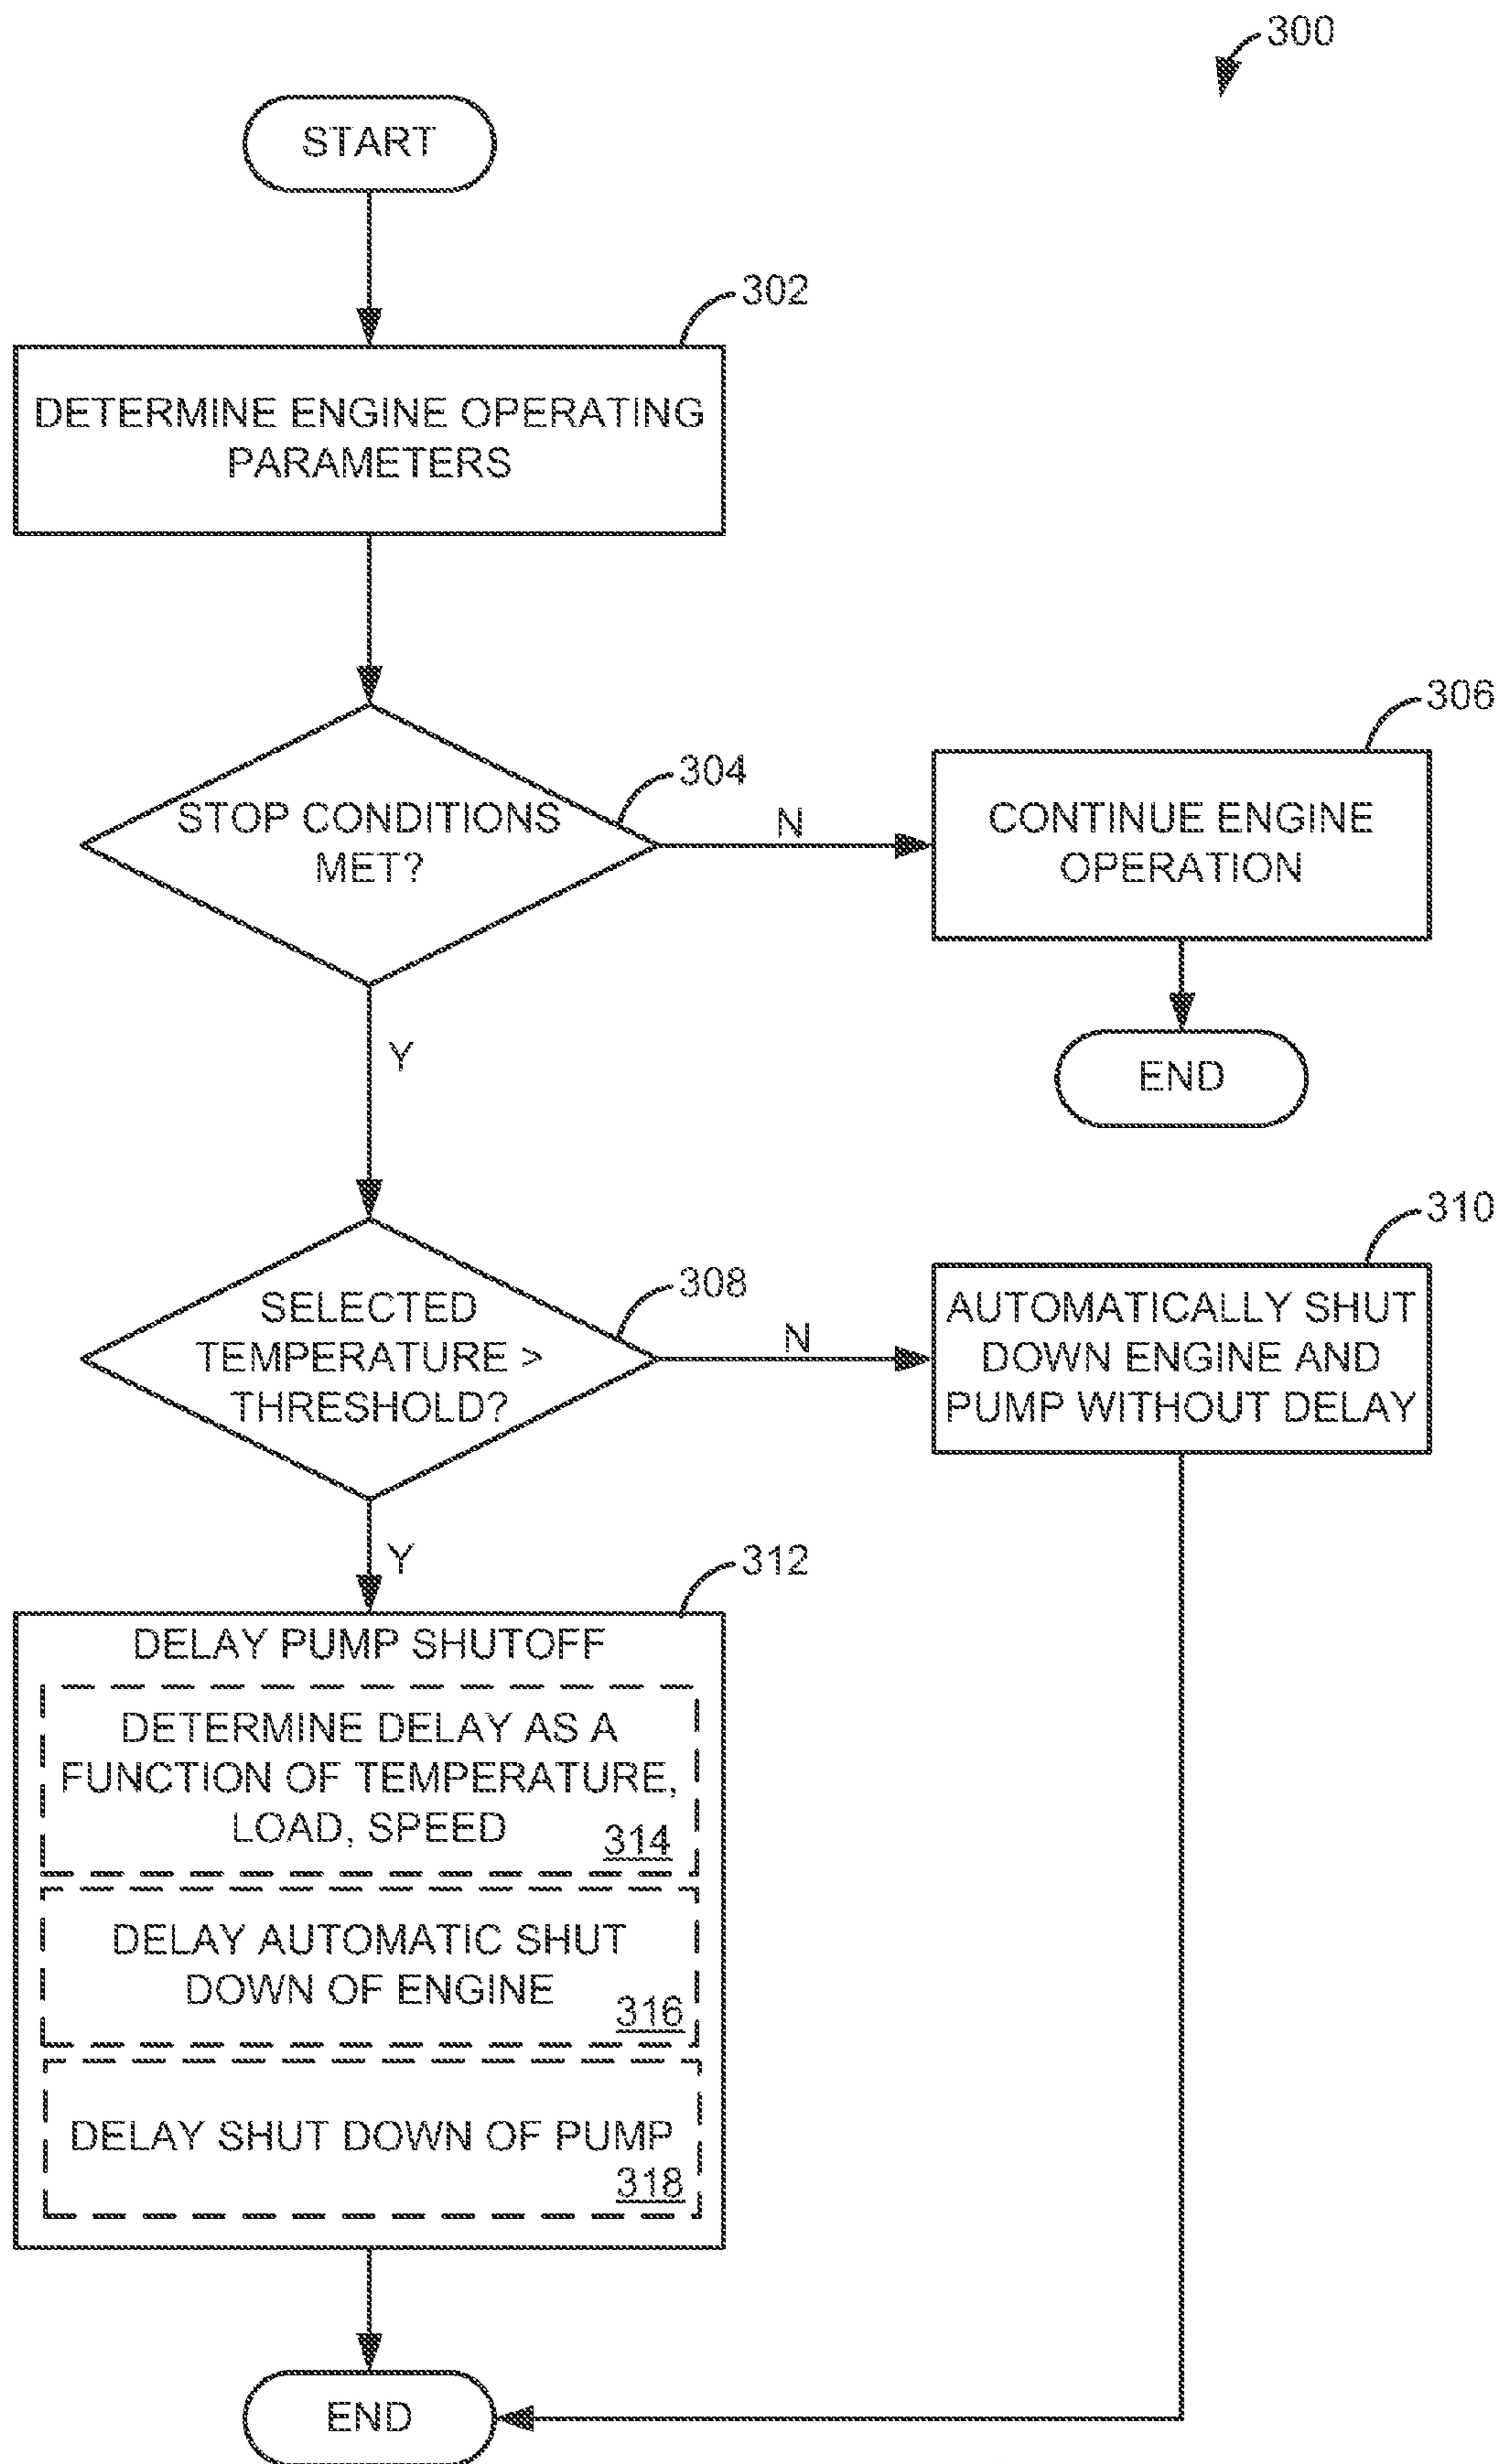 300
START
302
DETERMINE ENGINE OPERATING
PARAMETERS
304
STOP CONDITIONS
MET?
N
306
CONTINUE ENGINE
OPERATION
END
Y
308
SELECTED
TEMPERATURE >
THRESHOLD?
N
310
AUTOMATICALLY SHUT
DOWN ENGINE AND
PUMP WITHOUT DELAY
Y
312
DELAY PUMP SHUTOFF
DETERMINE DELAY AS A
FUNCTION OF TEMPERATURE,
LOAD, SPEED
314
DELAY AUTOMATIC SHUT
DOWN OF ENGINE
316
DELAY SHUT DOWN OF PUMP
318
END